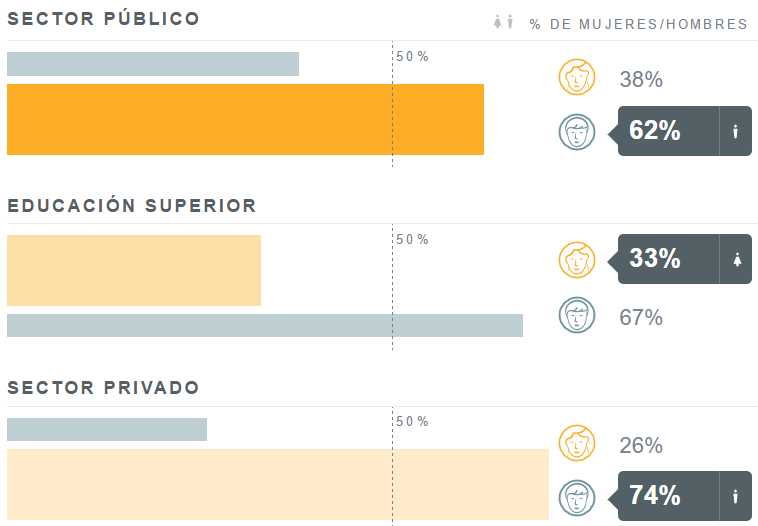 SECTOR PÚBLICO
% DE MUJERES/HOMBRES
50%
38%
62%
EDUCACIÓN SUPERIOR
50%
33%
67%
SECTOR PRIVADO
50%
26%
74%